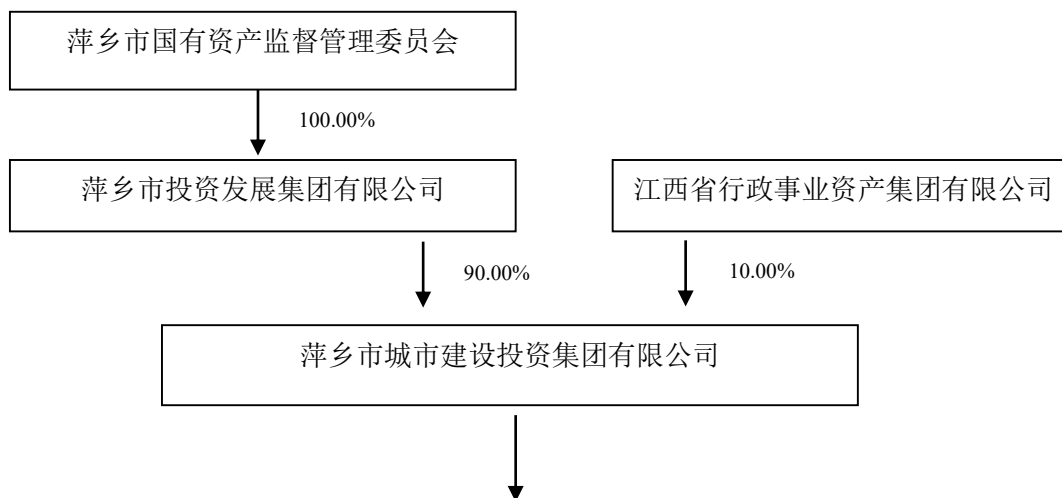 萍乡市国有资产监督管理委员会
100.00%
萍乡市投资发展集团有限公司
江西省行政事业资产集团有限公司
90.00%
10.00%
萍乡市城市建设投资集团有限公司